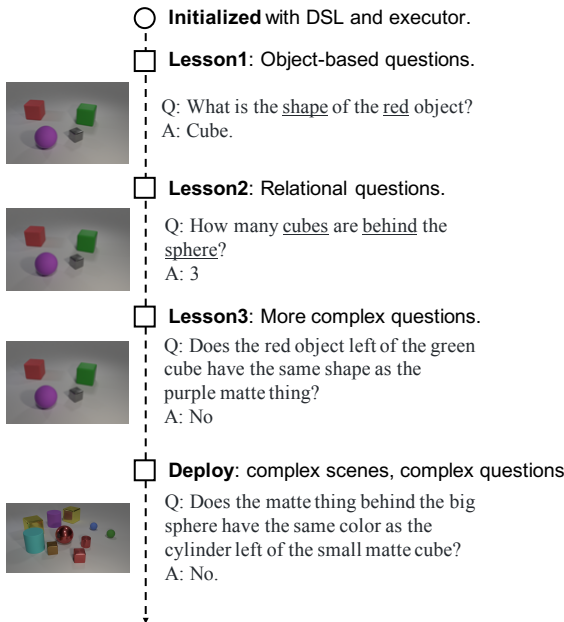 Initialized with DSL and executor.
Lesson1: Object-based questions.
Q: What is the shape of the red object?
A: Cube.
Lesson2: Relational questions.
Q: How many cubes are behind the
sphere?
A: 3
Lesson3: More complex questions.
Q: Does the red object left of the green
cube have the same shape as the
purple matte thing?
A: No
Deploy: complex scenes, complex questions
Q: Does the matte thing behind the big
sphere have the same color as the
cylinder left of the small matte cube?
A: No.